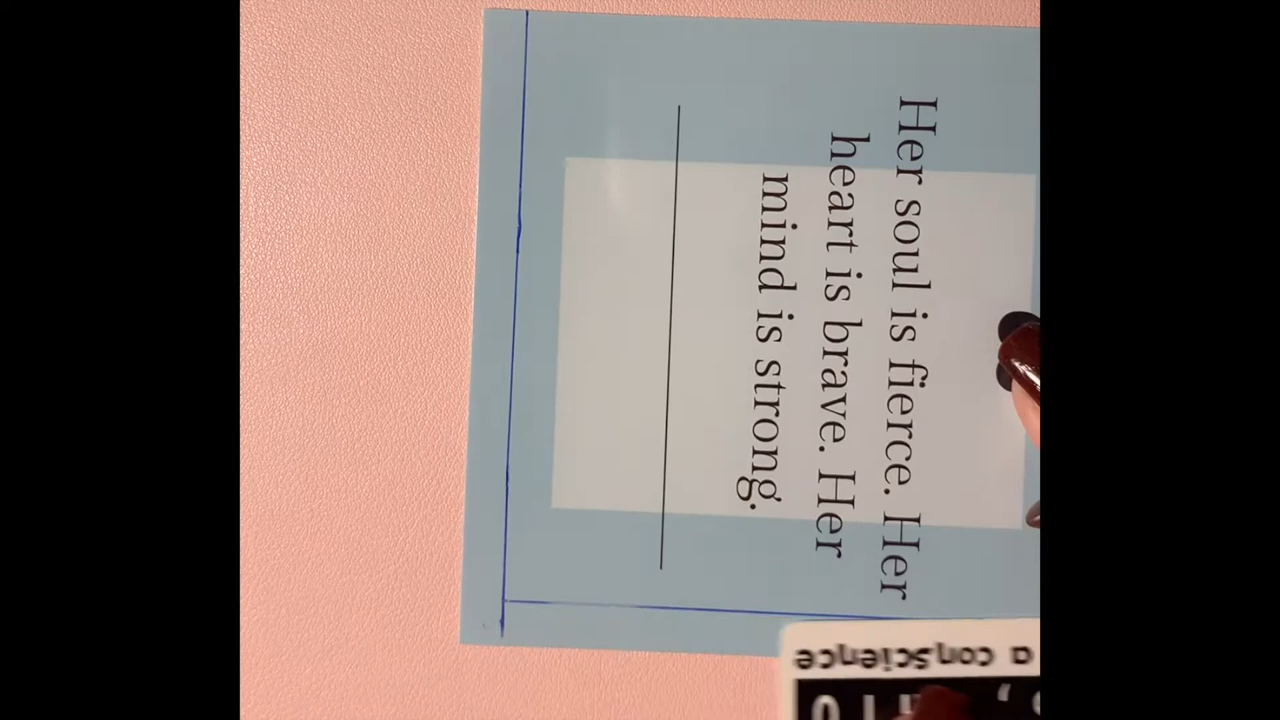 Her soul is fierce. Her
heart is brave. Her
mind is strong.
a conscience